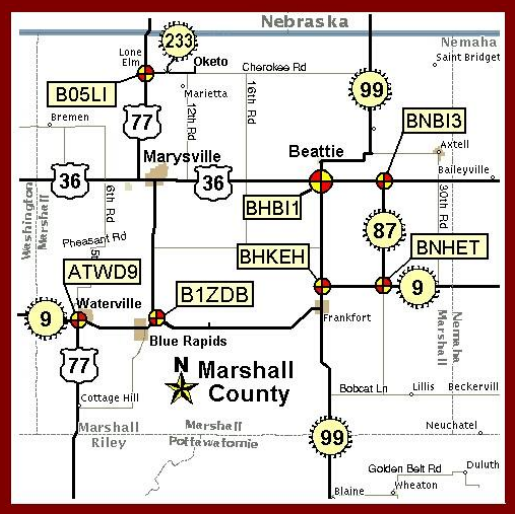 Nebraska
233
Nemaha
Lone
Elm
Oketo
Cherokee Rd
Saint Bridget
B05LI
Marietta
16th Rd
99
12th Rd
Bremen
77
BNBI3
Axtell
Marysville
Beattie
Baileyville
36
36
BHBI1
30th Rd
Washington
Marshall
6th Rd
87
Pheasant Rd
5th
BHKEH
BNHET
ATWD9
B1ZDB
9
Waterville
9
Frankfort
Blue Rapids
Nemaha
Marshall
77
N
Marshall
County
Bobcat Ln
Lillis
Beckervill
Cottage Hill
Marshall
Riley
Marshall
Pottawatomie
99
Neuchatel
Golden Belt Rd
Duluth
Wheaton
Blaine